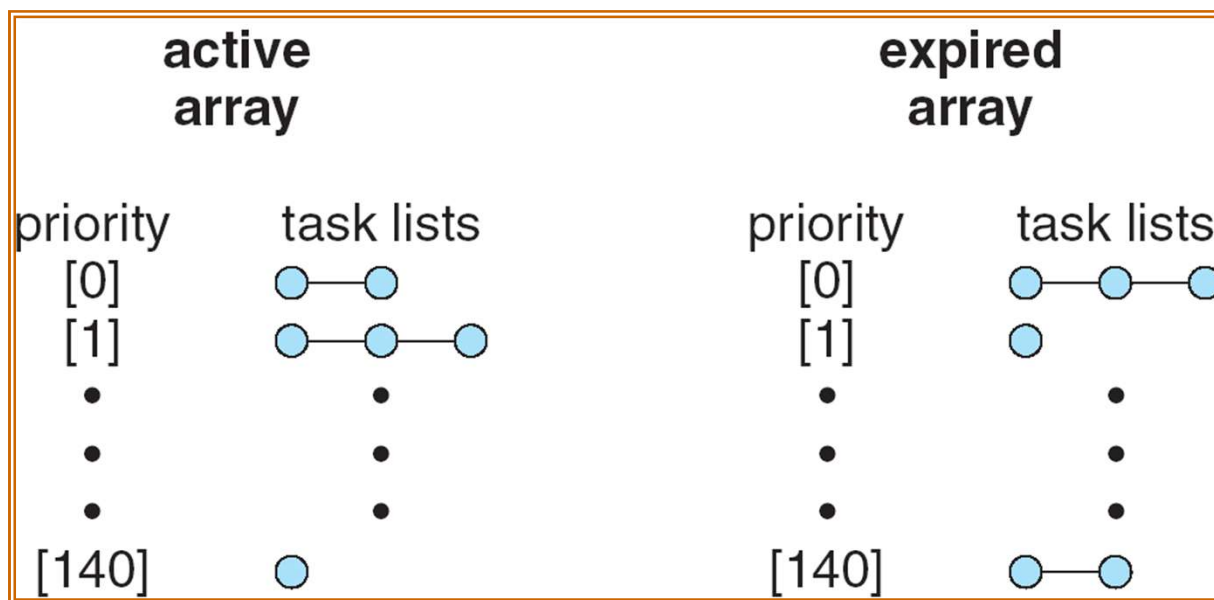 active
array
priority task lists
[0]
[1]
[140]
expired
array
priority task lists
[0]
[1]
[140]